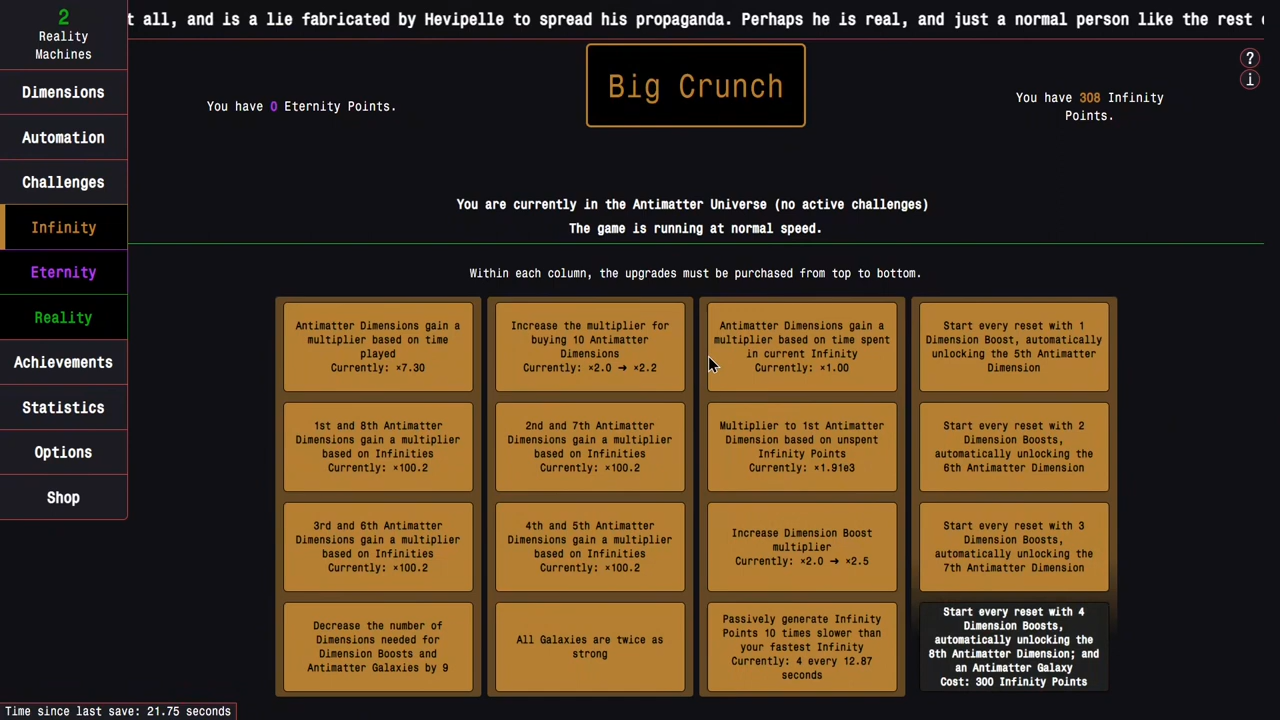 2
Reality
Machines
t all, and is a lie fabricated by Hevipelle to spread his propaganda. Perhaps he is real, and just a normal person like the rest
Big Crunch
You have 0 Eternity Points.
You have 308 Infinity
Points.
?
i
Dimensions
Automation
Challenges
Infinity
Eternity
Reality
Achievements
Statistics
Options
Shop
You are currently in the Antimatter Universe (no active challenges)
The game is running at normal speed.
Within each column, the upgrades must be purchased from top to bottom.
Antimatter Dimensions gain a
multiplier based on time
played
Currently: ×7.30
Increase the multiplier for
buying 10 Antimatter
Dimensions
Currently: ×2.0 ➜ ×2.2
Antimatter Dimensions gain a
multiplier based on time spent
in current Infinity
Currently: ×1.00
Start every reset with 1
Dimension Boost, automatically
unlocking the 5th Antimatter
Dimension
1st and 8th Antimatter
Dimensions gain a multiplier
based on Infinities
Currently: ×100.2
2nd and 7th Antimatter
Dimensions gain a multiplier
based on Infinities
Currently: ×100.2
Multiplier to 1st Antimatter
Dimension based on unspent
Infinity Points
Currently: ×1.91e3
Start every reset with 2
Dimension Boosts,
automatically unlocking the
6th Antimatter Dimension
3rd and 6th Antimatter
Dimensions gain a multiplier
based on Infinities
Currently: ×100.2
4th and 5th Antimatter
Dimensions gain a multiplier
based on Infinities
Currently: ×100.2
Increase Dimension Boost
multiplier
Currently: ×2.0 ➜ ×2.5
Start every reset with 3
Dimension Boosts,
automatically unlocking the
7th Antimatter Dimension
Decrease the number of
Dimensions needed for
Dimension Boosts and
Antimatter Galaxies by 9
All Galaxies are twice as
strong
Passively generate Infinity
Points 10 times slower than
your fastest Infinity
Currently: 4 every 12.87
seconds
Start every reset with 4
Dimension Boosts,
automatically unlocking the
8th Antimatter Dimension; and
an Antimatter Galaxy
Cost: 300 Infinity Points
Time since last save: 21.75 seconds